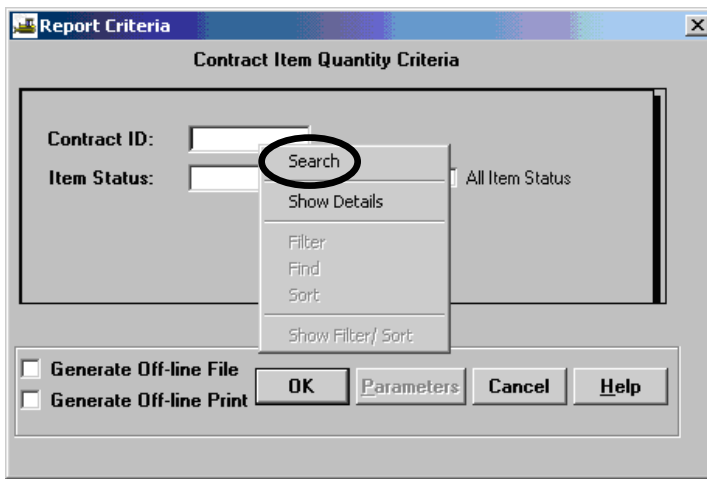 Report Criteria
Contract Item Quantity Criteria
Contract ID:
Search
Item Status:
All Item Status
Show Details
Filter
Find
Sort
Show Filter/ Sort
Generate Off-line File
Generate Off-line Print
OK
Parameters
Cancel
Help